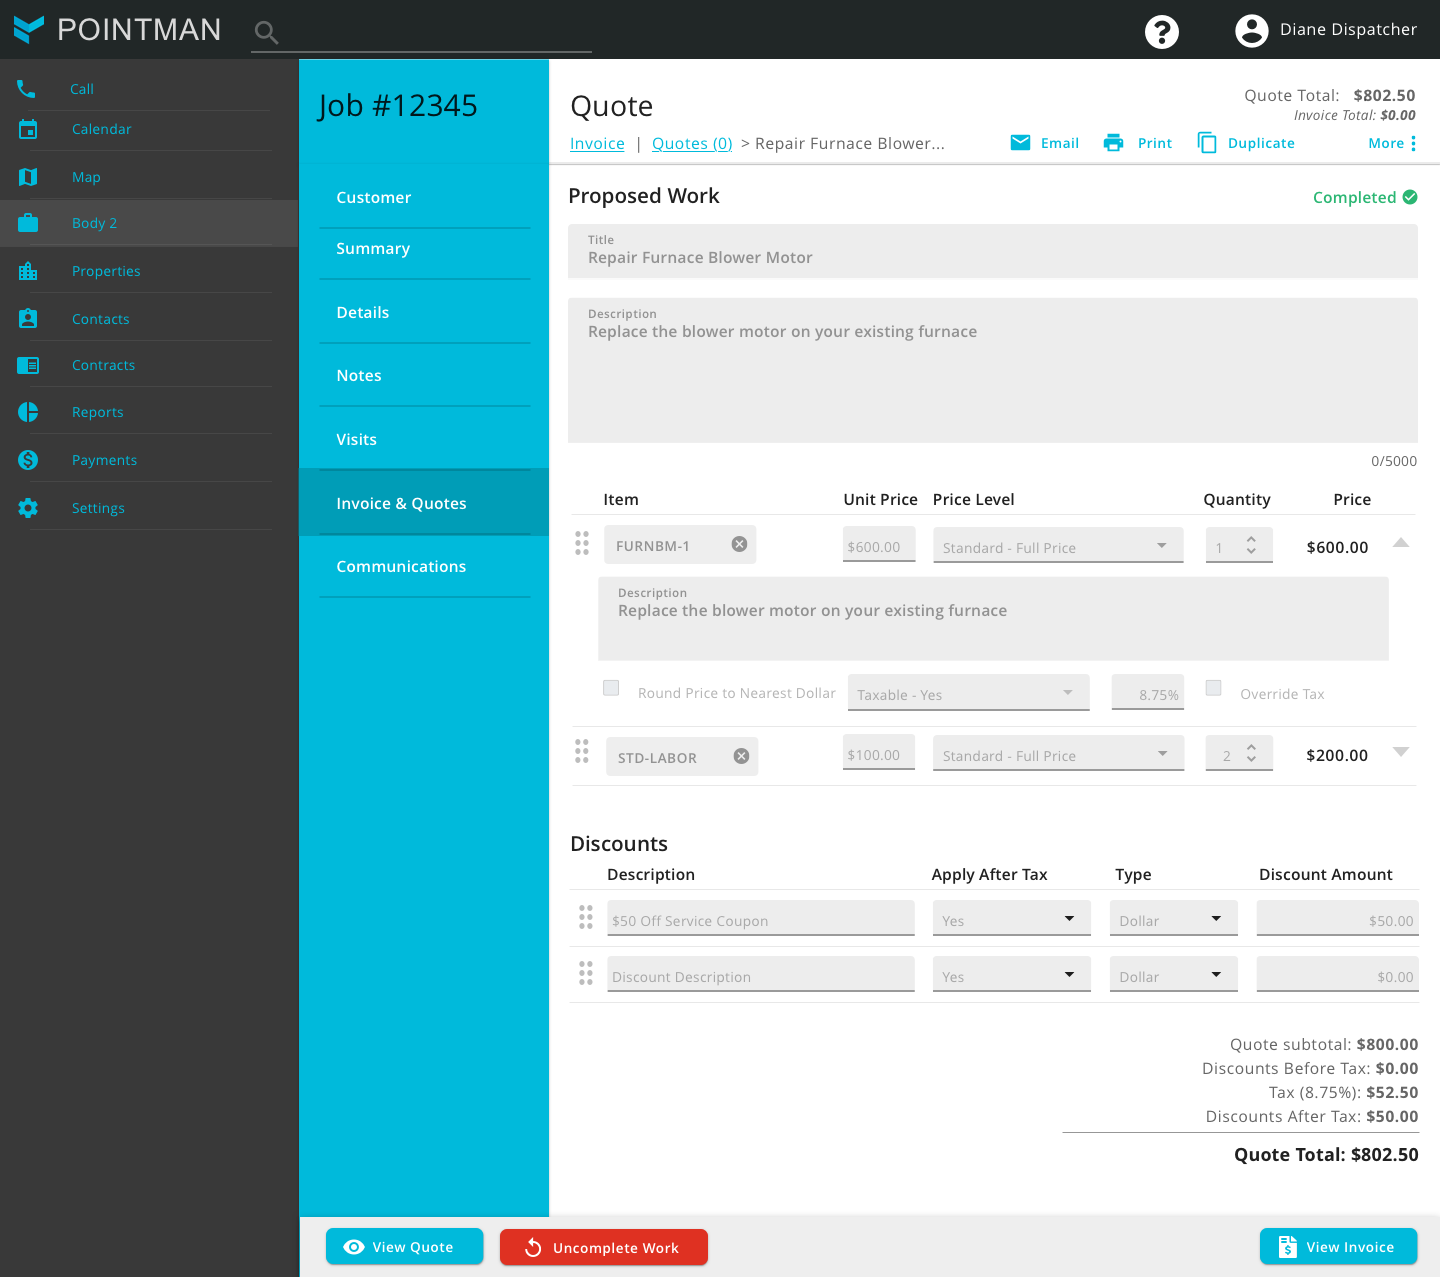 POINTMAN
Diane Dispatcher
Call
Calendar
Map
Body 2
Properties
Contacts
Contracts
Reports
Payments
Settings
Job #12345
Customer
Summary
Details
Notes
Visits
Invoice & Quotes
Communications
Quote
Quote Total: $802.50
Invoice Total: $0.00
Invoice | Quotes (0) > Repair Furnace Blower...
Email Print Duplicate More
Proposed Work
Completed
Title
Repair Furnace Blower Motor
Description
Replace the blower motor on your existing furnace
0/5000
Item Unit Price Price Level Quantity Price
FURNBM-1 $600.00 Standard - Full Price 1 $600.00
Description
Replace the blower motor on your existing furnace
Round Price to Nearest Dollar Taxable - Yes 8.75% Override Tax
STD-LABOR $100.00 Standard - Full Price 2 $200.00
Discounts
Description Apply After Tax Type Discount Amount
$50 Off Service Coupon Yes Dollar $50.00
Discount Description Yes Dollar $0.00
Quote subtotal: $800.00
Discounts Before Tax: $0.00
Tax (8.75%): $52.50
Discounts After Tax: $50.00
Quote Total: $802.50
View Quote Uncomplete Work View Invoice